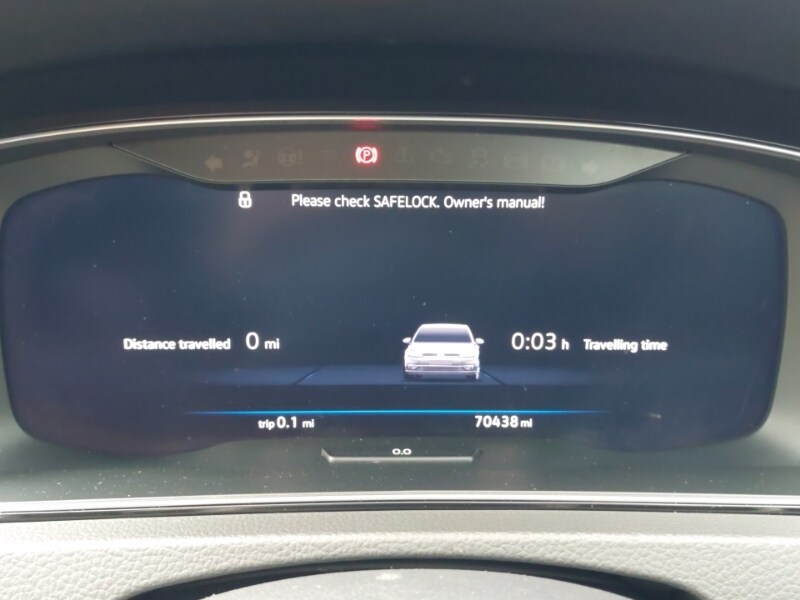 P
Please check SAFELOCK. Owner's manual!
Distance travelled 0 mi 0:03 h Travelling time
trip 0.1 mi 70438 mi
0.0